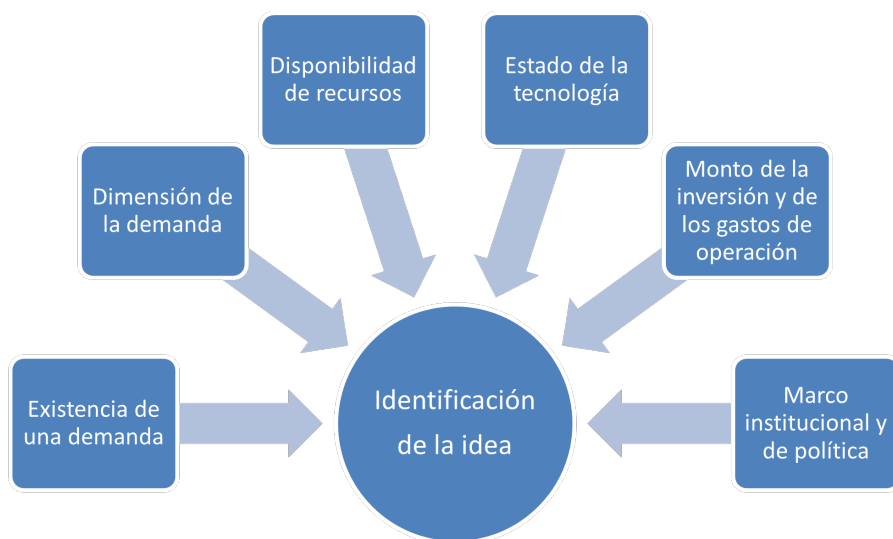 Disponibilidad
de recursos
Estado de la
tecnología
Dimensión de
la demanda
Monto de la
inversión y de
los gastos de
operación
Existencia de
una demanda
Identificación
de la idea
Marco
institucional y
de política